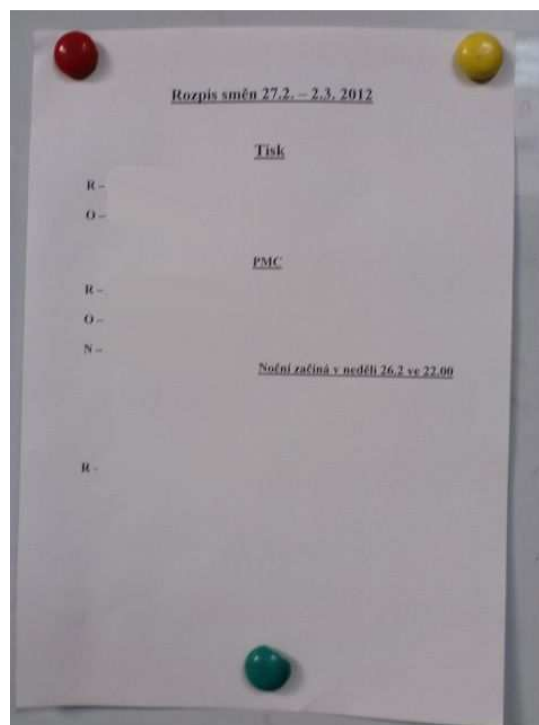 Rozpis směn 27.2. – 2.3. 2012
Tisk
R –
O –
PMC
R –
O –
N –
Noční začíná v neděli 26.2 ve 22.00
R -